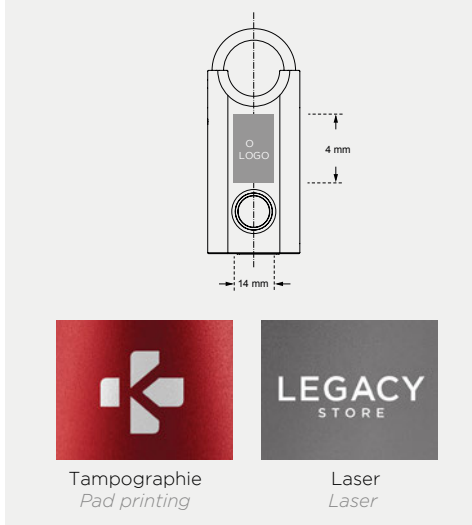 O
LOGO
4 mm
14 mm
K
LEGACY
STORE
Tampographie
Pad printing
Laser
Laser